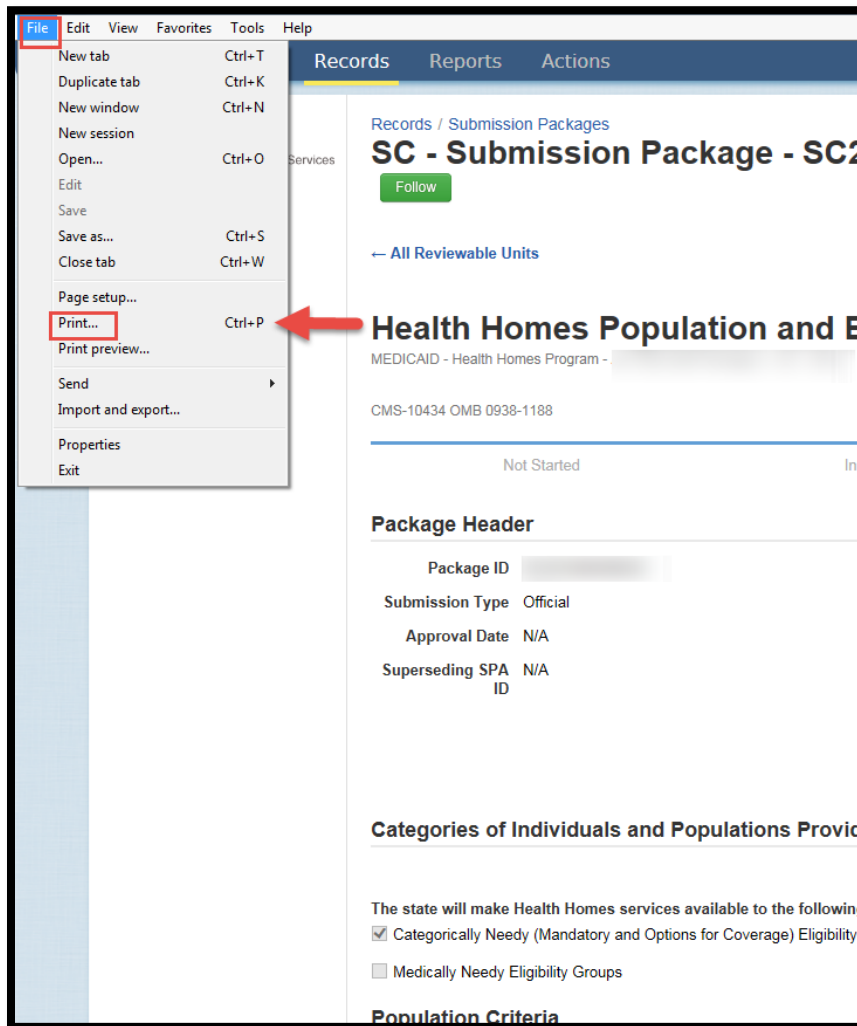 File Edit View Favorites Tools Help
New tab Ctrl+T
Duplicate tab Ctrl+K
New window Ctrl+N
New session
Open... Ctrl+O
Edit
Save
Save as... Ctrl+S
Close tab Ctrl+W
Page setup...
Print... Ctrl+P
Print preview...
Send
Import and export...
Properties
Exit
Records Reports Actions
Services
Records / Submission Packages
SC - Submission Package - SC2
Follow
← All Reviewable Units
Health Homes Population and E
MEDICAID - Health Homes Program -
CMS-10434 OMB 0938-1188
Not Started In
Package Header
Package ID
Submission Type Official
Approval Date N/A
Superseding SPA N/A
ID
Categories of Individuals and Populations Provid
The state will make Health Homes services available to the followin
Categorically Needy (Mandatory and Options for Coverage) Eligibility
Medically Needy Eligibility Groups
Population Criteria